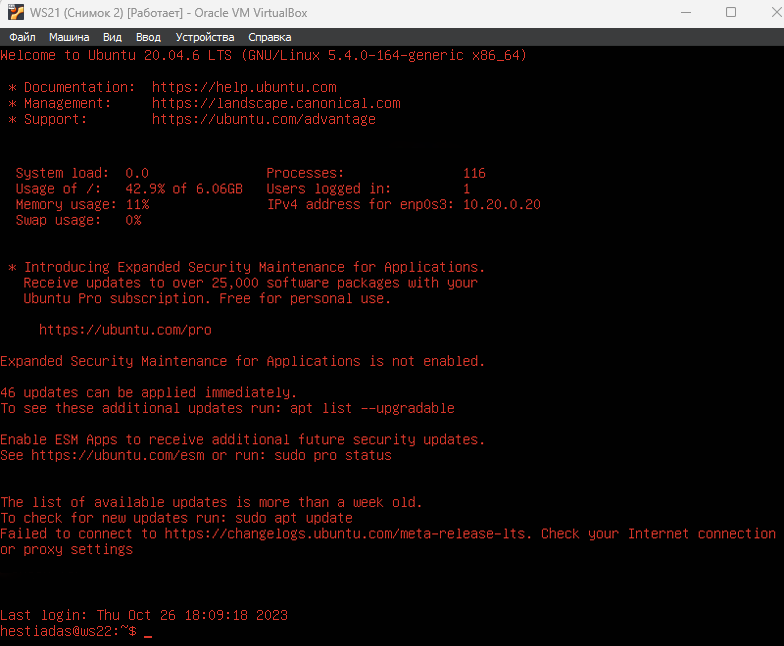 WS21 (Снимок 2) [Работает] - Oracle VM VirtualBox
Файл Машина Вид Ввод Устройства Справка
Welcome to Ubuntu 20.04.6 LTS (GNU/Linux 5.4.0-164-generic x86_64)
* Documentation: https://help.ubuntu.com
* Management: https://landscape.canonical.com
* Support: https://ubuntu.com/advantage
System load: 0.0 Processes: 116
Usage of /: 42.9% of 6.06GB Users logged in: 1
Memory usage: 11% IPv4 address for enp0s3: 10.20.0.20
Swap usage: 0%
* Introducing Expanded Security Maintenance for Applications.
Receive updates to over 25,000 software packages with your
Ubuntu Pro subscription. Free for personal use.
https://ubuntu.com/pro
Expanded Security Maintenance for Applications is not enabled.
46 updates can be applied immediately.
To see these additional updates run: apt list --upgradable
Enable ESM Apps to receive additional future security updates.
See https://ubuntu.com/esm or run: sudo pro status
The list of available updates is more than a week old.
To check for new updates run: sudo apt update
Failed to connect to https://changelogs.ubuntu.com/meta-release-lts. Check your Internet connection
or proxy settings
Last login: Thu Oct 26 18:09:18 2023
hestiadas@ws22:~$ _